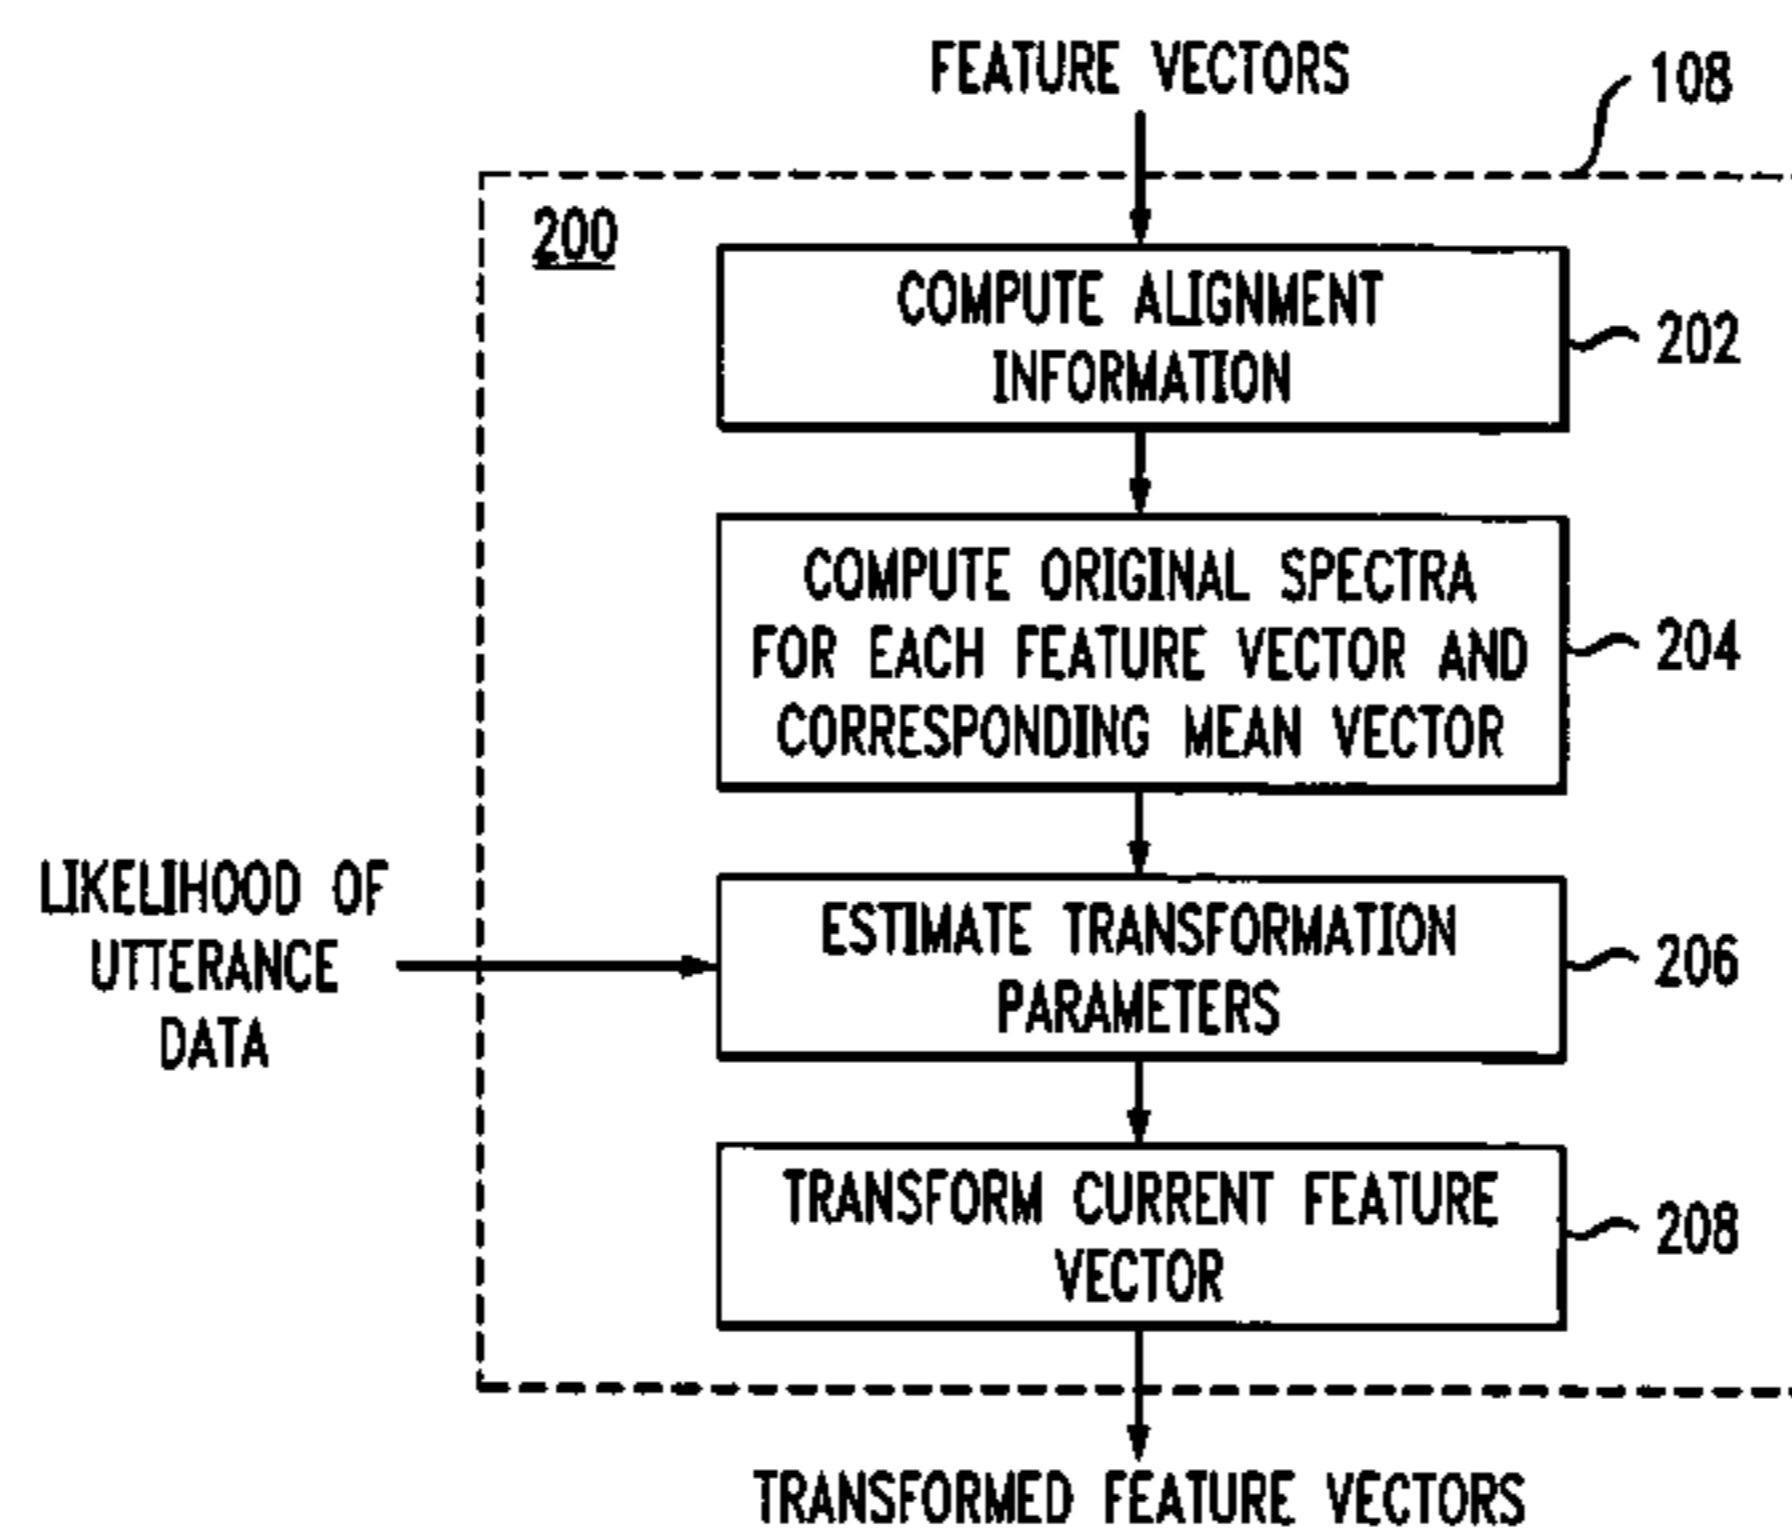 FEATURE VECTORS
108
200
COMPUTE ALIGNMENT
INFORMATION
202
COMPUTE ORIGINAL SPECTRA
FOR EACH FEATURE VECTOR AND
CORRESPONDING MEAN VECTOR
204
LIKELIHOOD OF
UTTERANCE
DATA
ESTIMATE TRANSFORMATION
PARAMETERS
206
TRANSFORM CURRENT FEATURE
VECTOR
208
TRANSFORMED FEATURE VECTORS